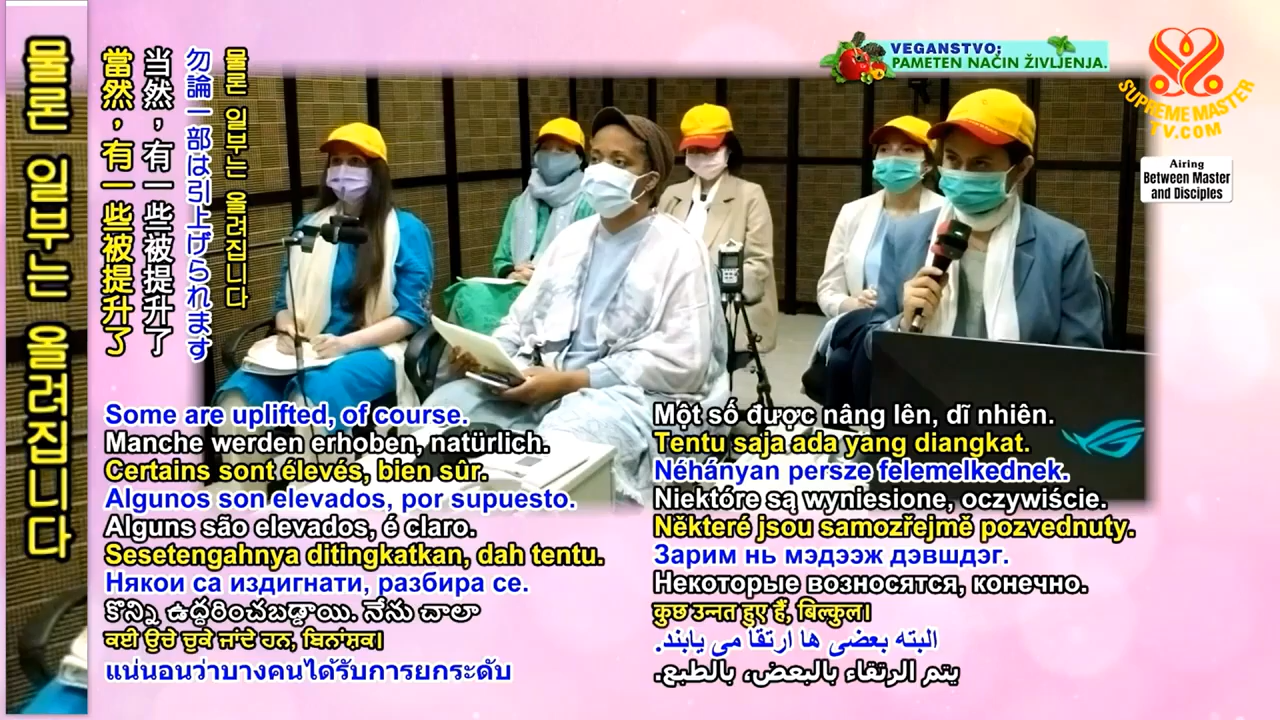 물론 일부는 올려집니다
當然，有一些被提升了
当然，有一些被提升了
勿論一部は引上げられます
물론 일부는 올려집니다
VEGANSTVO:
PAMETEN NAČIN ŽIVLJENJA.
SUPREME MASTER
TV.COM
Airing
Between Master
and Disciples
Some are uplifted, of course.
Manche werden erhoben, natürlich.
Certains sont élevés, bien sûr.
Algunos son elevados, por supuesto.
Alguns são elevados, é claro.
Sesetengahnya ditingkatkan, dah tentu.
Някои са издигнати, разбира се.
కొన్ని ఉద్ధరించబడ్డాయి. నేను చాలా
ਕਈ ਉਚੇ ਚੁਕੇ ਜਾਂਦੇ ਹਨ, ਬਿਨਾਂਸ਼ਕ।
แน่นอนว่าบางคนได้รับการยกระดับ
Một số được nâng lên, dĩ nhiên.
Tentu saja ada yang diangkat.
Néhányan persze felemelkednek.
Niektóre są wyniesione, oczywiście.
Některé jsou samozřejmě pozvednuty.
Зарим нь мэдээж дэвшдэг.
Некоторые возносятся, конечно.
कुछ उन्नत हुए हैं, बिल्कुल।
البته بعضی ها ارتقا می یابند.
يتم الارتقاء بالبعض، بالطبع.